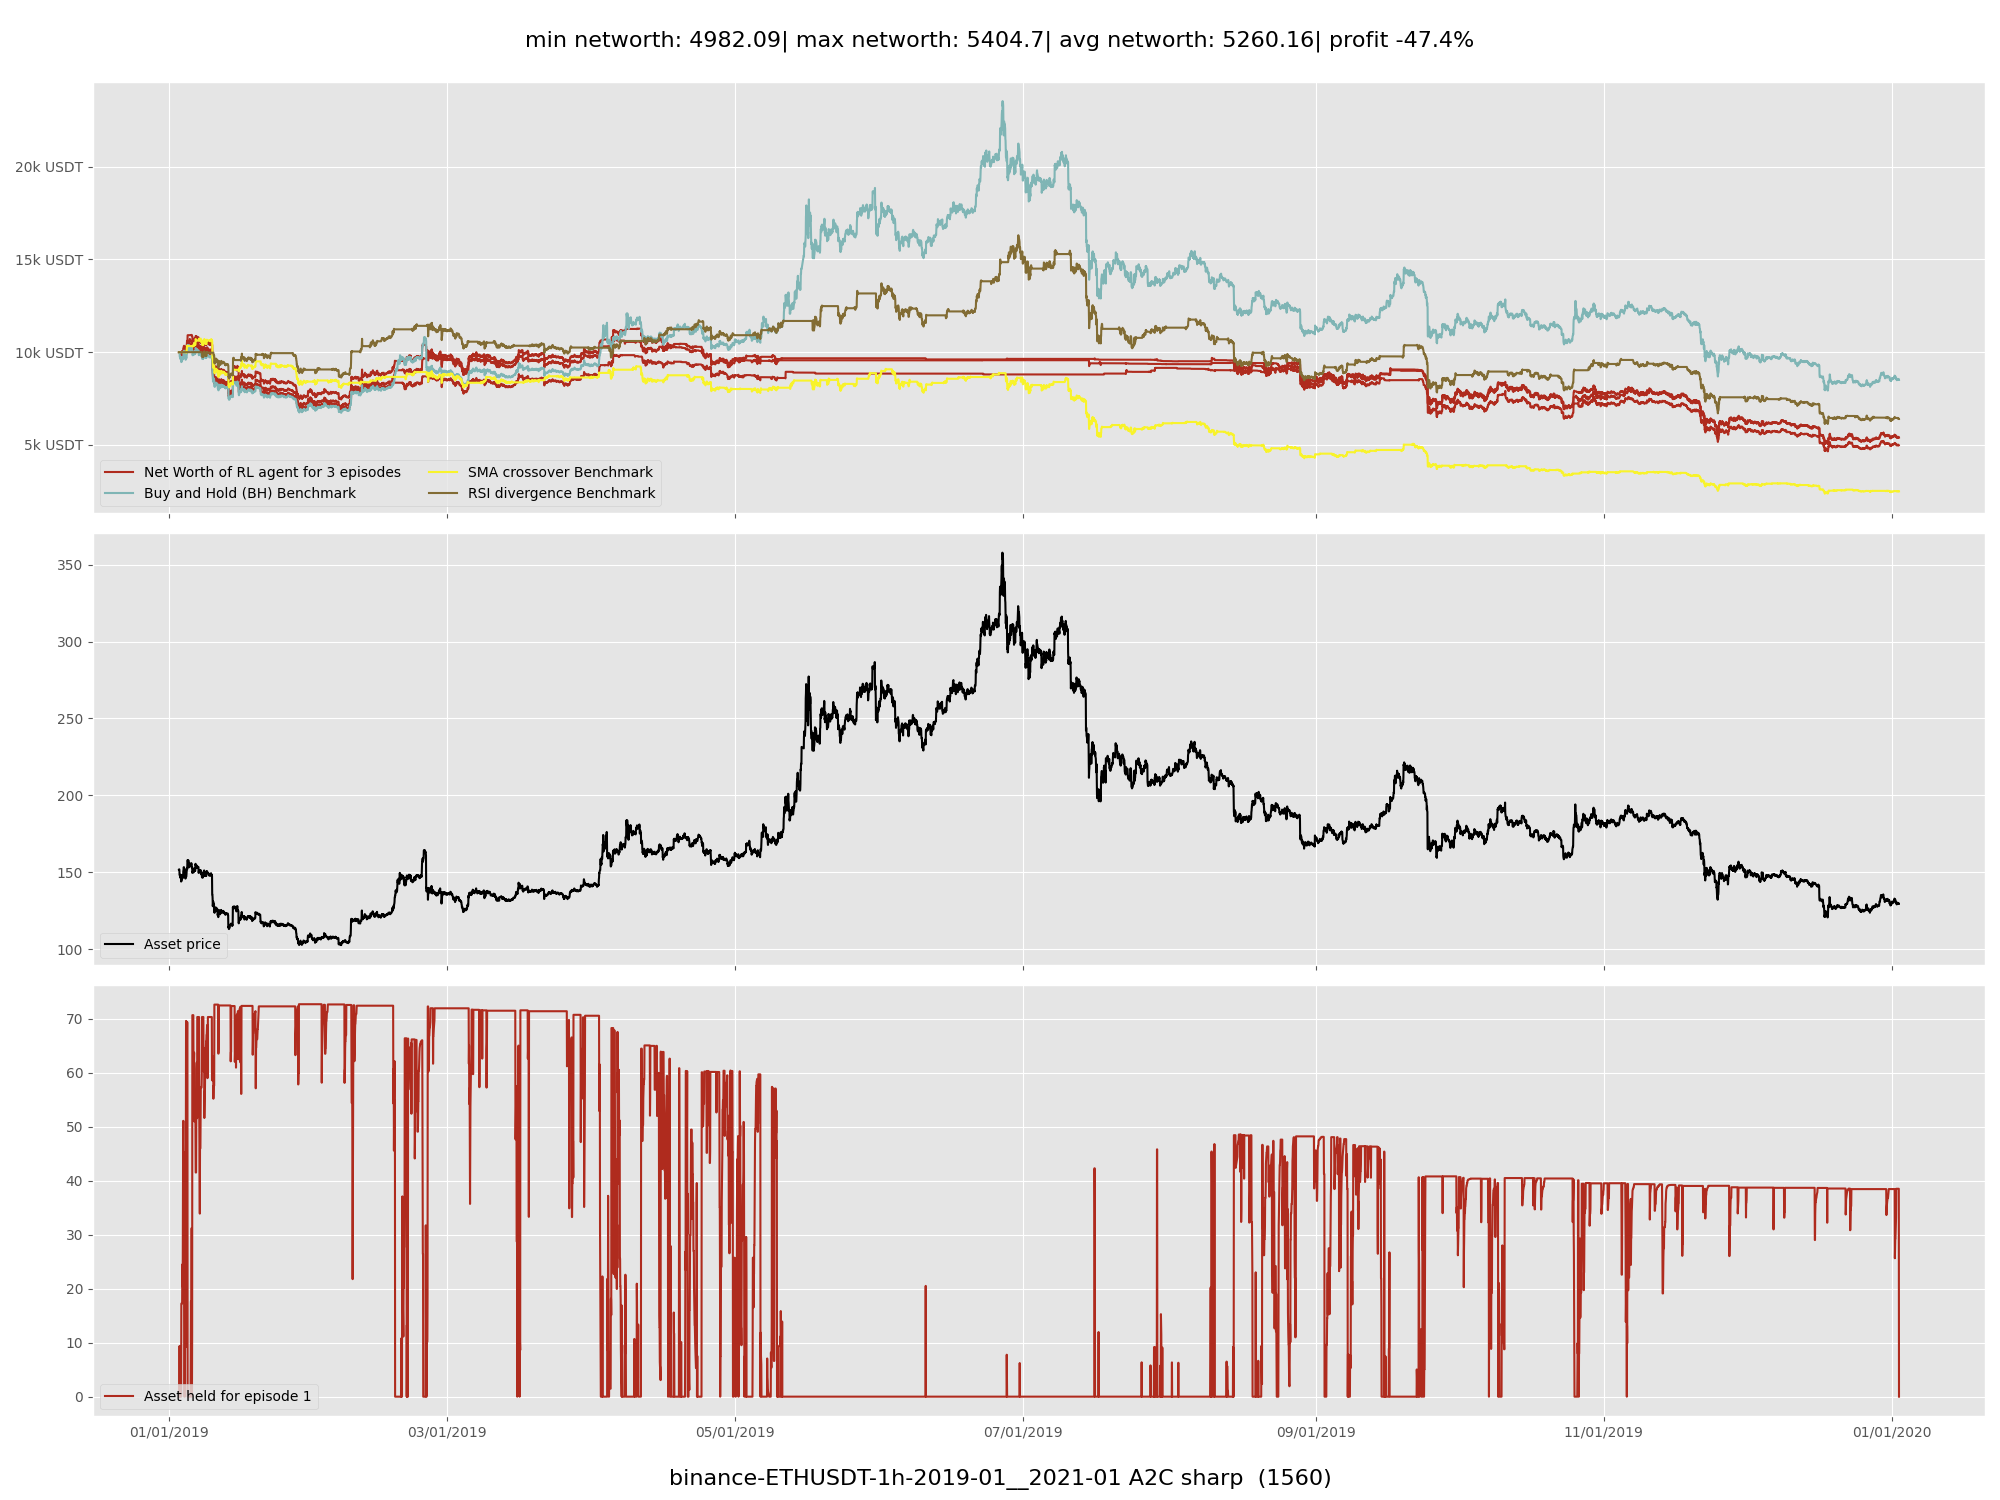 min networth: 4982.09| max networth: 5404.7| avg networth: 5260.16| profit -47.4%
20k USDT
15k USDT
10k USDT
5k USDT
Net Worth of RL agent for 3 episodes
Buy and Hold (BH) Benchmark
SMA crossover Benchmark
RSI divergence Benchmark
350
300
250
200
150
100
Asset price
70
60
50
40
30
20
10
0
Asset held for episode 1
01/01/2019
03/01/2019
05/01/2019
07/01/2019
09/01/2019
11/01/2019
01/01/2020
binance-ETHUSDT-1h-2019-01__2021-01 A2C sharp  (1560)